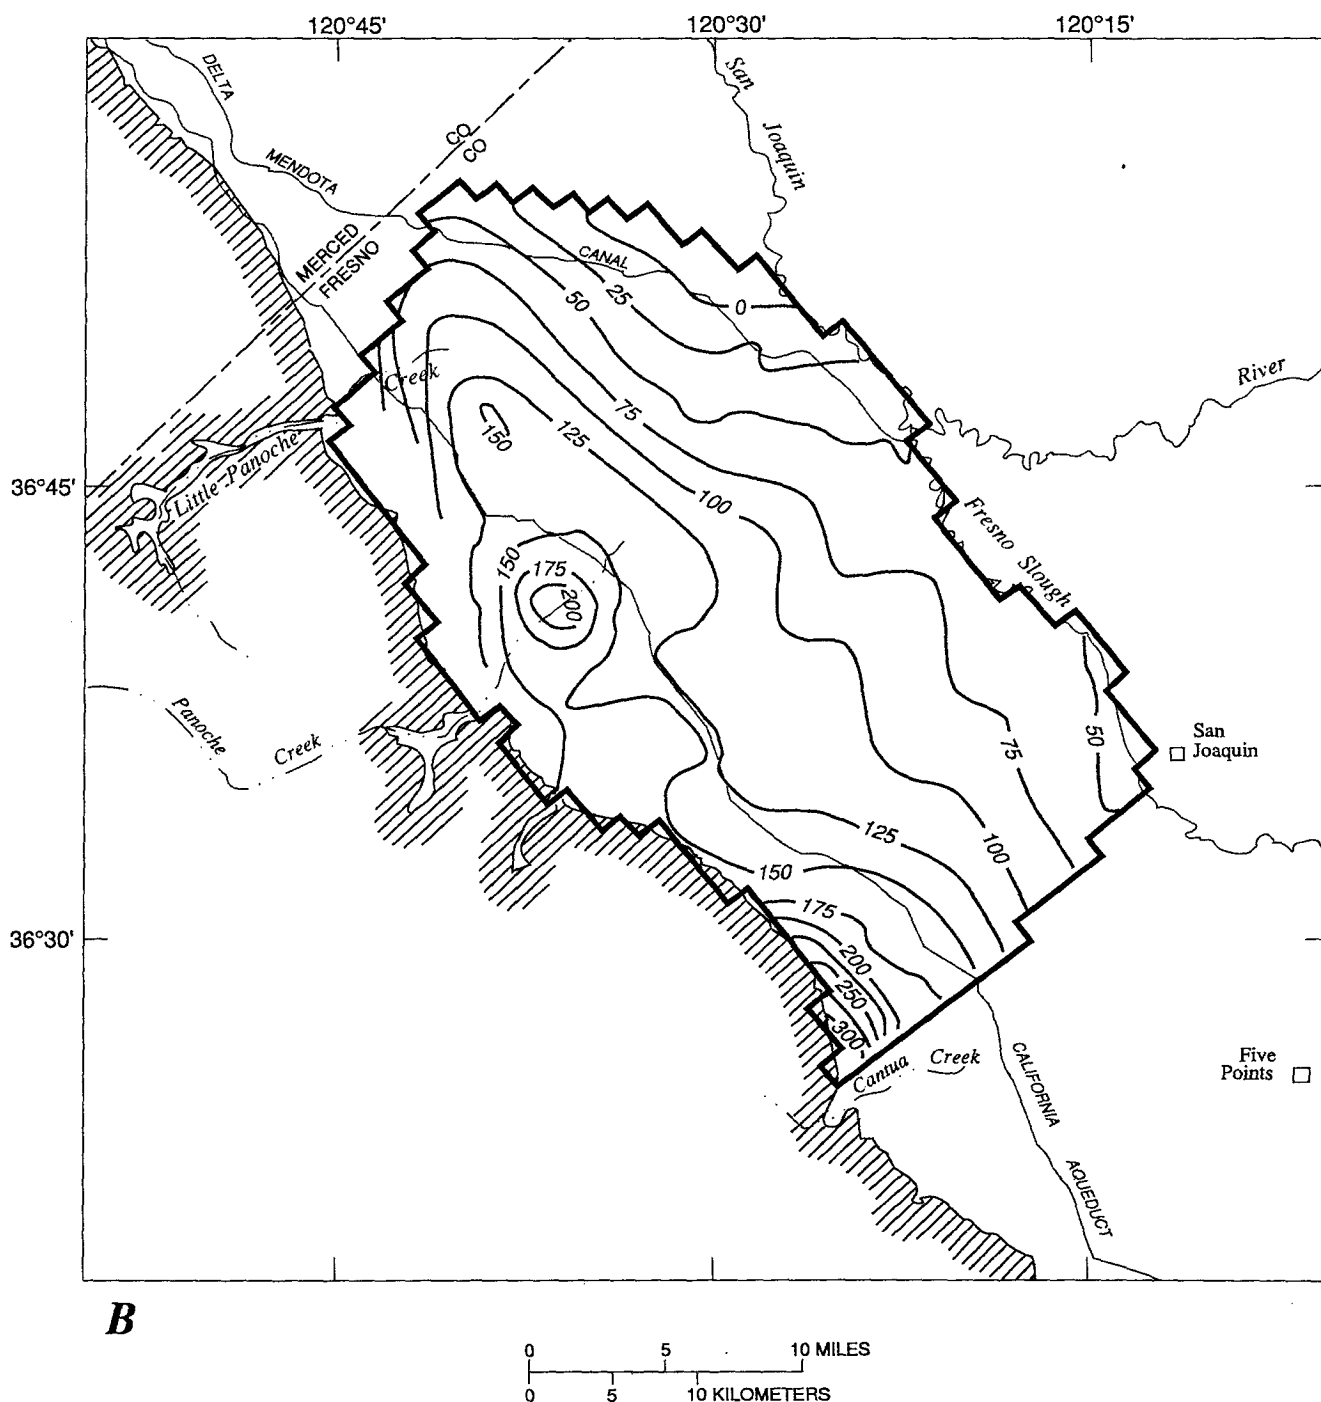 120°45'
120°30'
120°15'
DELTA
MENDOTA
CANAL
CO
CO
MERCED
FRESNO
San
Joaquin
River
0
25
50
75
125
150
100
Creek
Little Panoche
36°45'
Fresno Slough
150
175
200
Panoche
Creek
San
Joaquin
50
75
100
125
150
175
200
250
300
36°30'
Cantua Creek
Five
Points
CALIFORNIA
AQUEDUCT
B
0 5 10 MILES
0 5 10 KILOMETERS